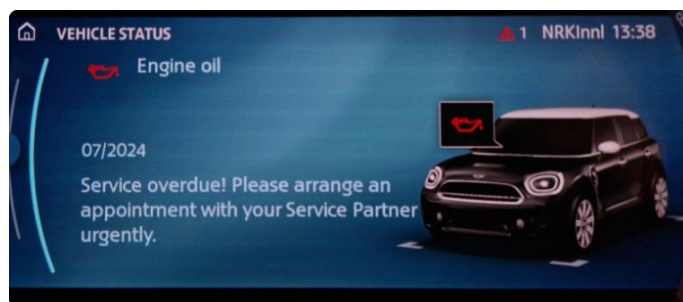 VEHICLE STATUS
1 NRKInnl 13:38
Engine oil
07/2024
Service overdue! Please arrange an
appointment with your Service Partner
urgently.